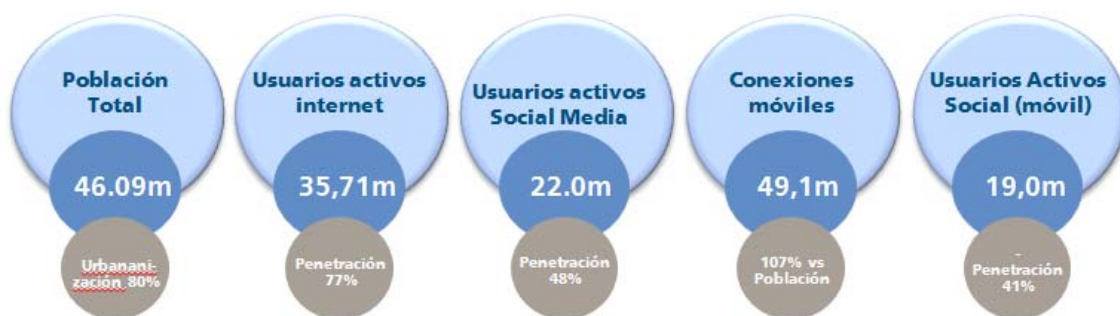 Población
Total
46.09m
Urbanani-
zación 80%
Usuarios activos
internet
35,71m
Penetración
77%
Usuarios activos
Social Media
22.0m
Penetración
48%
Conexiones
móviles
49,1m
107% vs
Población
Usuarios Activos
Social (móvil)
19,0m
-
Penetración
41%